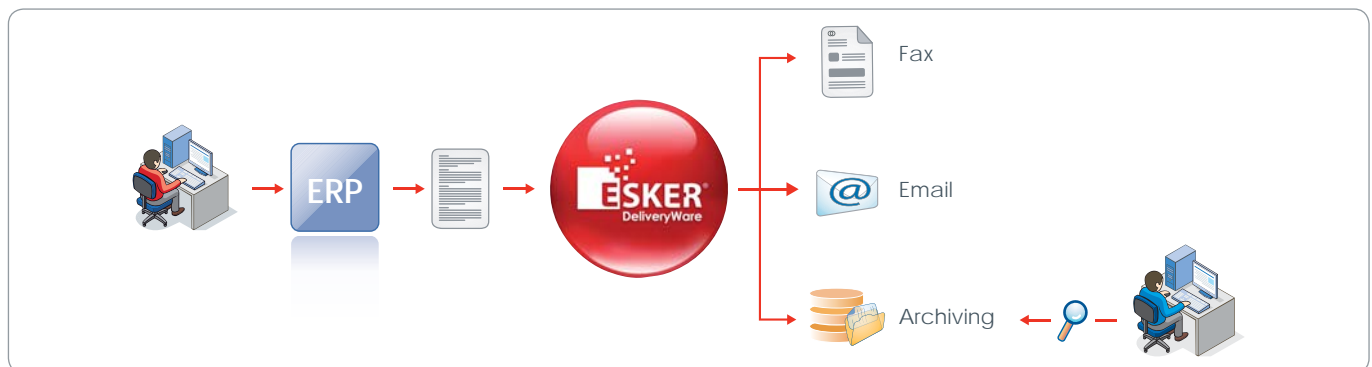 Fax
ERP
ESKER®
DeliveryWare
@ Email
Archiving